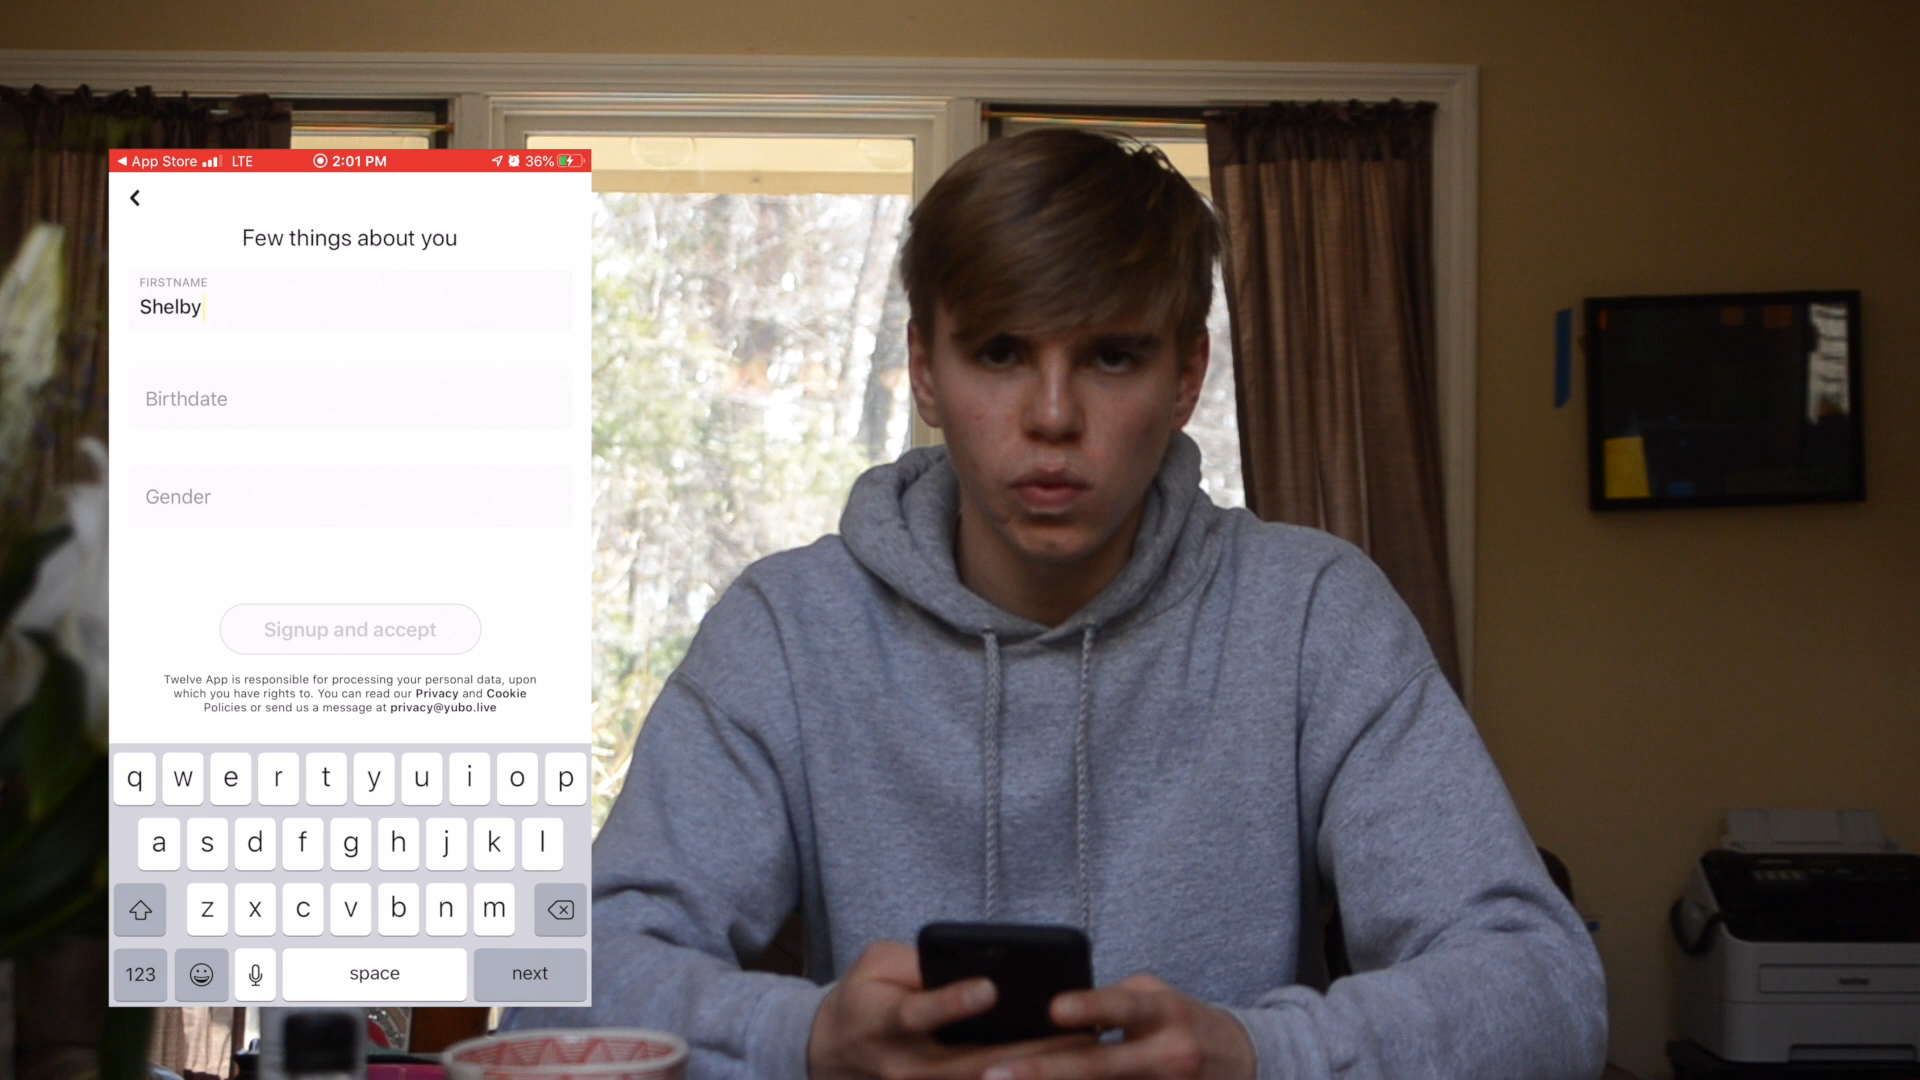 App Store LTE 2:01 PM 36%
Few things about you
FIRSTNAME
Shelby
Birthdate
Gender
Signup and accept
Twelve App is responsible for processing your personal data, upon
which you have rights to. You can read our Privacy and Cookie
Policies or send us a message at privacy@yubo.live
q w e r t y u i o p
a s d f g h j k l
z x c v b n m
123 space next
brother